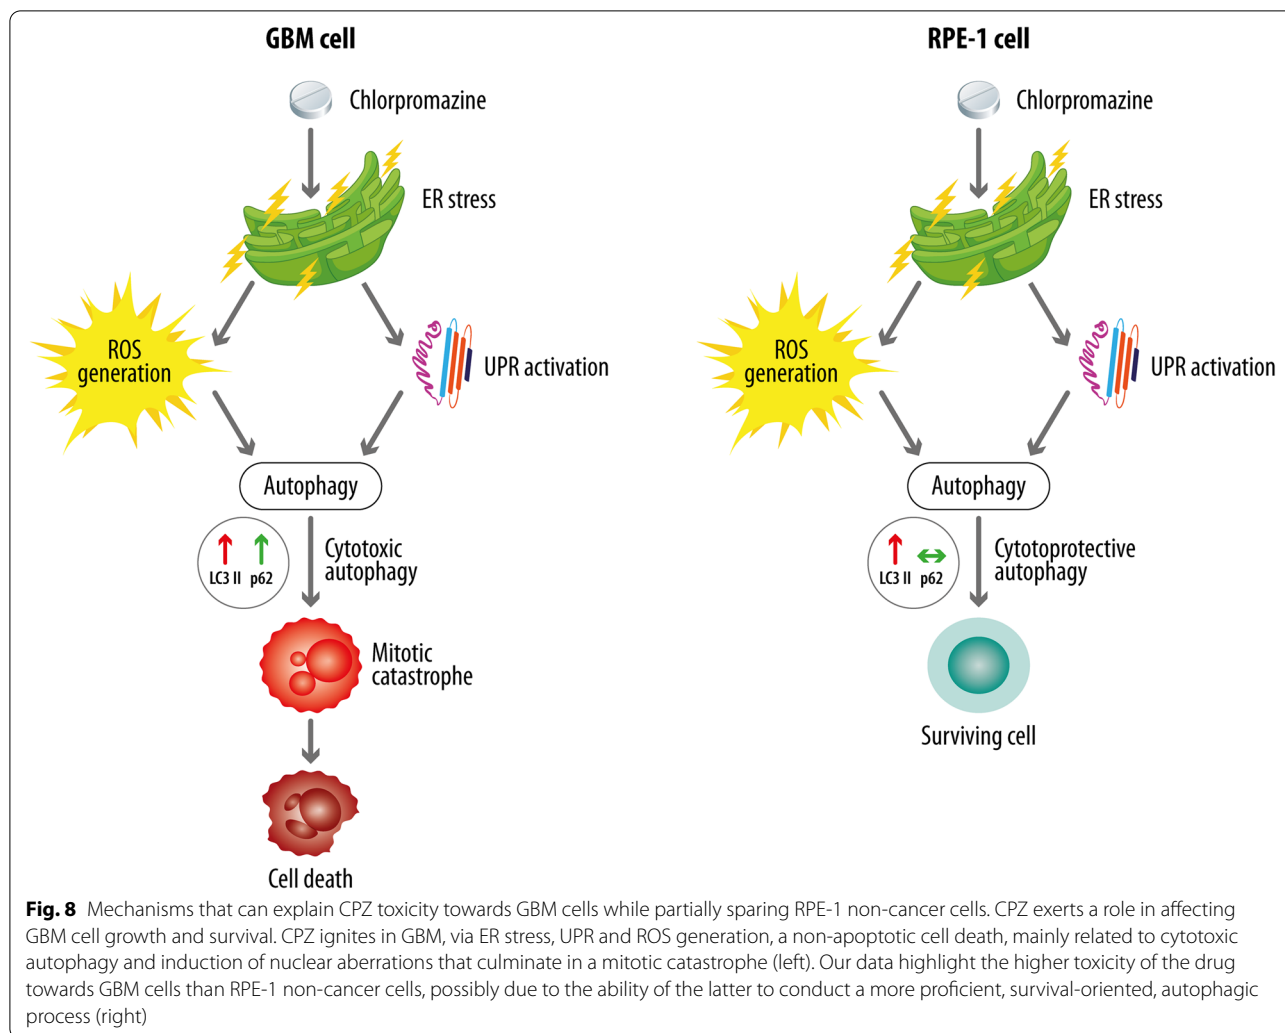 GBM cell
Chlorpromazine
ER stress
ROS
generation
UPR activation
Autophagy
LC3 II p62
Cytotoxic
autophagy
Mitotic
catastrophe
Cell death
RPE-1 cell
Chlorpromazine
ER stress
ROS
generation
UPR activation
Autophagy
LC3 II p62
Cytotoprotective
autophagy
Surviving cell
Fig. 8 Mechanisms that can explain CPZ toxicity towards GBM cells while partially sparing RPE-1 non-cancer cells. CPZ exerts a role in affecting
GBM cell growth and survival. CPZ ignites in GBM, via ER stress, UPR and ROS generation, a non-apoptotic cell death, mainly related to cytotoxic
autophagy and induction of nuclear aberrations that culminate in a mitotic catastrophe (left). Our data highlight the higher toxicity of the drug
towards GBM cells than RPE-1 non-cancer cells, possibly due to the ability of the latter to conduct a more proficient, survival-oriented, autophagic
process (right)